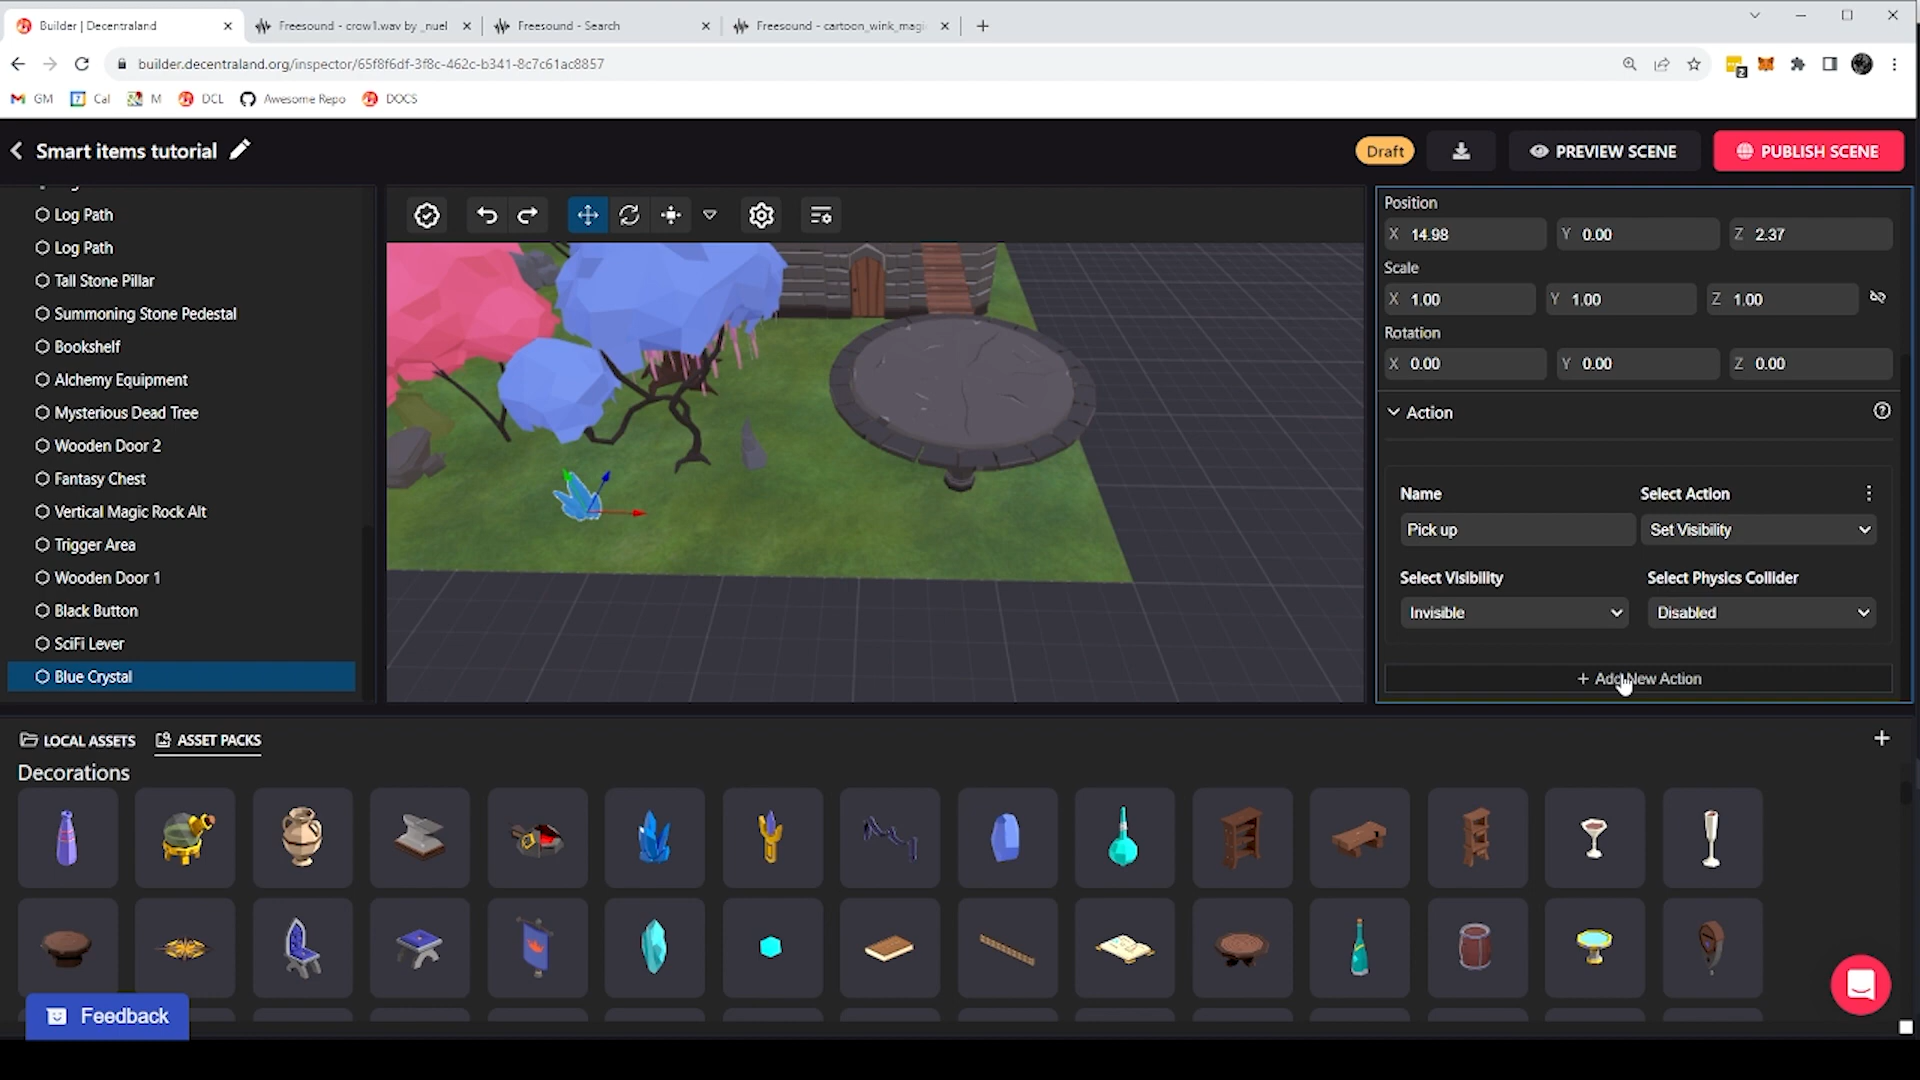 Builder | Decentraland
Freesound - crow1.wav by _nuel
Freesound - Search
Freesound - cartoon_wink_magi
builder.decentraland.org/inspector/65f8f6df-3f8c-462c-b341-8c7c61ac8857
2
GM
7 Cal
M
DCL
Awesome Repo
DOCS
Smart items tutorial
Draft
PREVIEW SCENE
PUBLISH SCENE
Log Path
Log Path
Tall Stone Pillar
Summoning Stone Pedestal
Bookshelf
Alchemy Equipment
Mysterious Dead Tree
Wooden Door 2
Fantasy Chest
Vertical Magic Rock Alt
Trigger Area
Wooden Door 1
Black Button
SciFi Lever
Blue Crystal
Position
X 14.98 Y 0.00 Z 2.37
Scale
X 1.00 Y 1.00 Z 1.00
Rotation
X 0.00 Y 0.00 Z 0.00
Action
Name Select Action
Pick up Set Visibility
Select Visibility Select Physics Collider
Invisible Disabled
+ Add New Action
LOCAL ASSETS ASSET PACKS
Decorations
Feedback